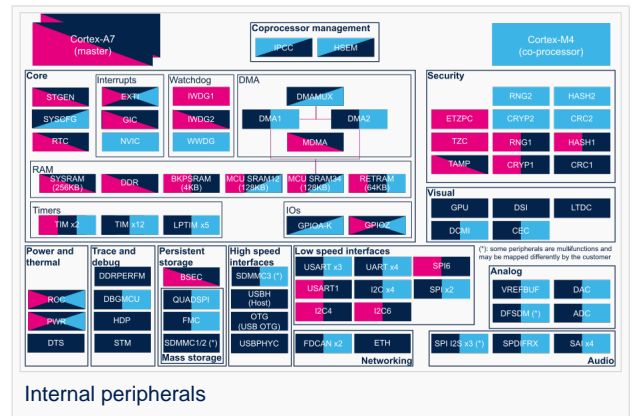 Cortex-A7
(master)
Coprocessor management
IPCC
HSEM
Cortex-M4
(co-processor)
Core
STGEN
SYSCFG
RTC
Interrupts
EXTI
GIC
NVIC
Watchdog
IWDG1
IWDG2
WWDG
DMA
DMAMUX
DMA1
DMA2
MDMA
Security
RNG2
HASH2
ETZPC
CRYP2
CRC2
TZC
RNG1
HASH1
TAMP
CRYP1
CRC1
RAM
SYSRAM
(256KB)
DDR
BKPSRAM
(4KB)
MCU SRAM12
(128KB)
MCU SRAM34
(128KB)
RETRAM
(64KB)
Visual
GPU
DSI
LTDC
DCMI
CEC
Timers
TIM x2
TIM x12
LPTIM x5
IOs
GPIOA-K
GPIOZ
(*): some peripherals are multifunctions and
may be mapped differently by the customer
Power and
thermal
RCC
PWR
DTS
Trace and
debug
DDRPERFM
DBGMCU
HDP
STM
Persistent
storage
BSEC
QUADSPI
FMC
SDMMC1/2 (*)
Mass storage
High speed
interfaces
SDMMC3 (*)
USBH
(Host)
OTG
(USB OTG)
USBPHYC
Low speed interfaces
USART x3
UART x4
SPI6
USART1
I2C x4
SPI x2
I2C4
I2C6
Analog
VREFBUF
DAC
DFSDM (*)
ADC
FDCAN x2
ETH
Networking
SPI I2S x3 (*)
SPDIFRX
SAI x4
Audio
Internal peripherals